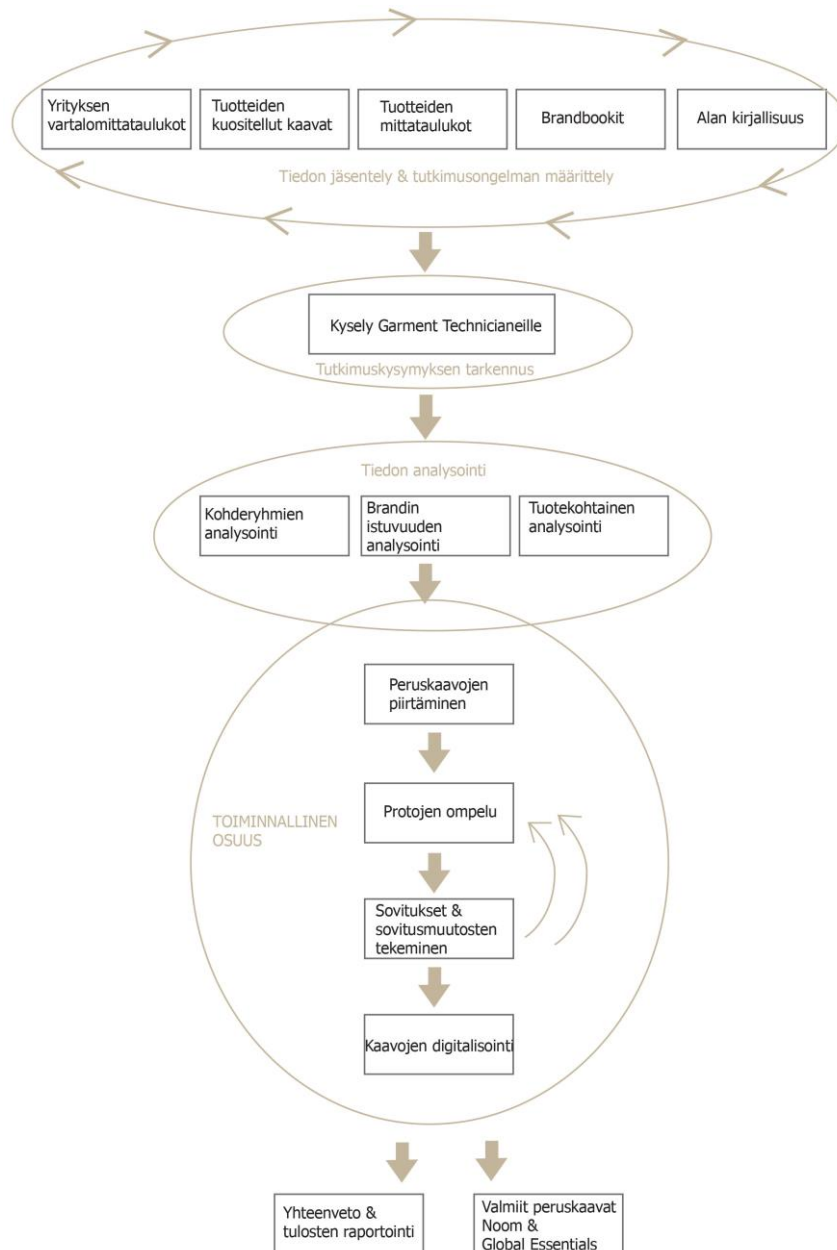 Yrityksen
vartalomittataulukot
Tuotteiden
kuositellut kaavat
Tuotteiden
mittataulukot
Brandbookit
Alan kirjallisuus
Tiedon jäsentely & tutkimusongelman määrittely
Kysely Garment Technicianeille
Tutkimuskysymyksen tarkennus
Tiedon analysointi
Kohderyhmien
analysointi
Brandin
istuvuuden
analysointi
Tuotekohtainen
analysointi
Peruskaavojen
piirtäminen
TOIMINNALLINEN
OSUUS
Protojen ompelu
Sovitukset &
sovitusmuutosten
tekeminen
Kaavojen digitalisointi
Yhteenveto &
tulosten raportointi
Valmiit peruskaavat
Noom &
Global Essentials